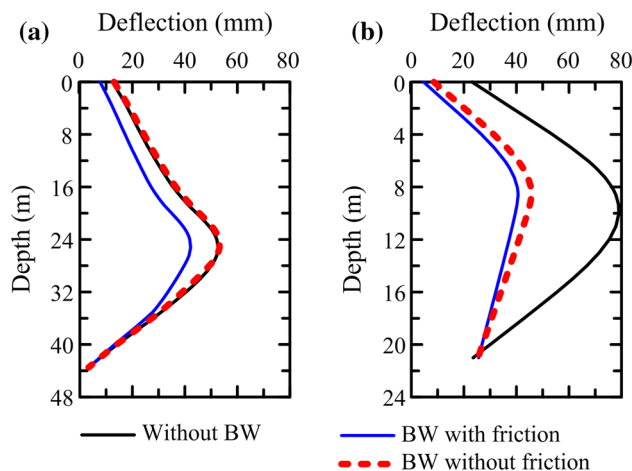 (a) Deflection (mm)
0 20 40 60 80
0
8
16
24
32
40
48
Depth (m)
(b) Deflection (mm)
0 20 40 60 80
0
4
8
12
16
20
24
Depth (m)
Without BW
BW with friction
BW without friction